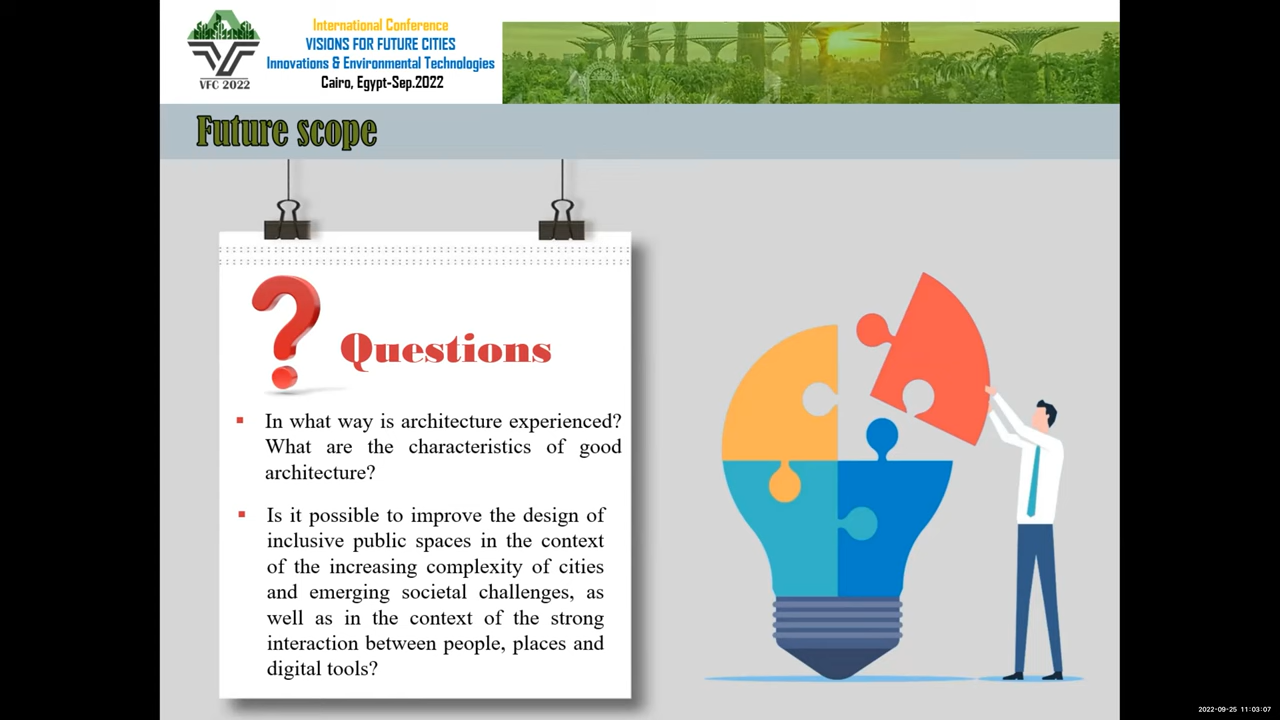 International Conference
VISIONS FOR FUTURE CITIES
Innovations & Environmental Technologies
Cairo, Egypt-Sep.2022
VFC 2022
Future scope
?
Questions
▪ In what way is architecture experienced?
What are the characteristics of good
architecture?
▪ Is it possible to improve the design of
inclusive public spaces in the context
of the increasing complexity of cities
and emerging societal challenges, as
well as in the context of the strong
interaction between people, places and
digital tools?
2022-09-25 11:03:07